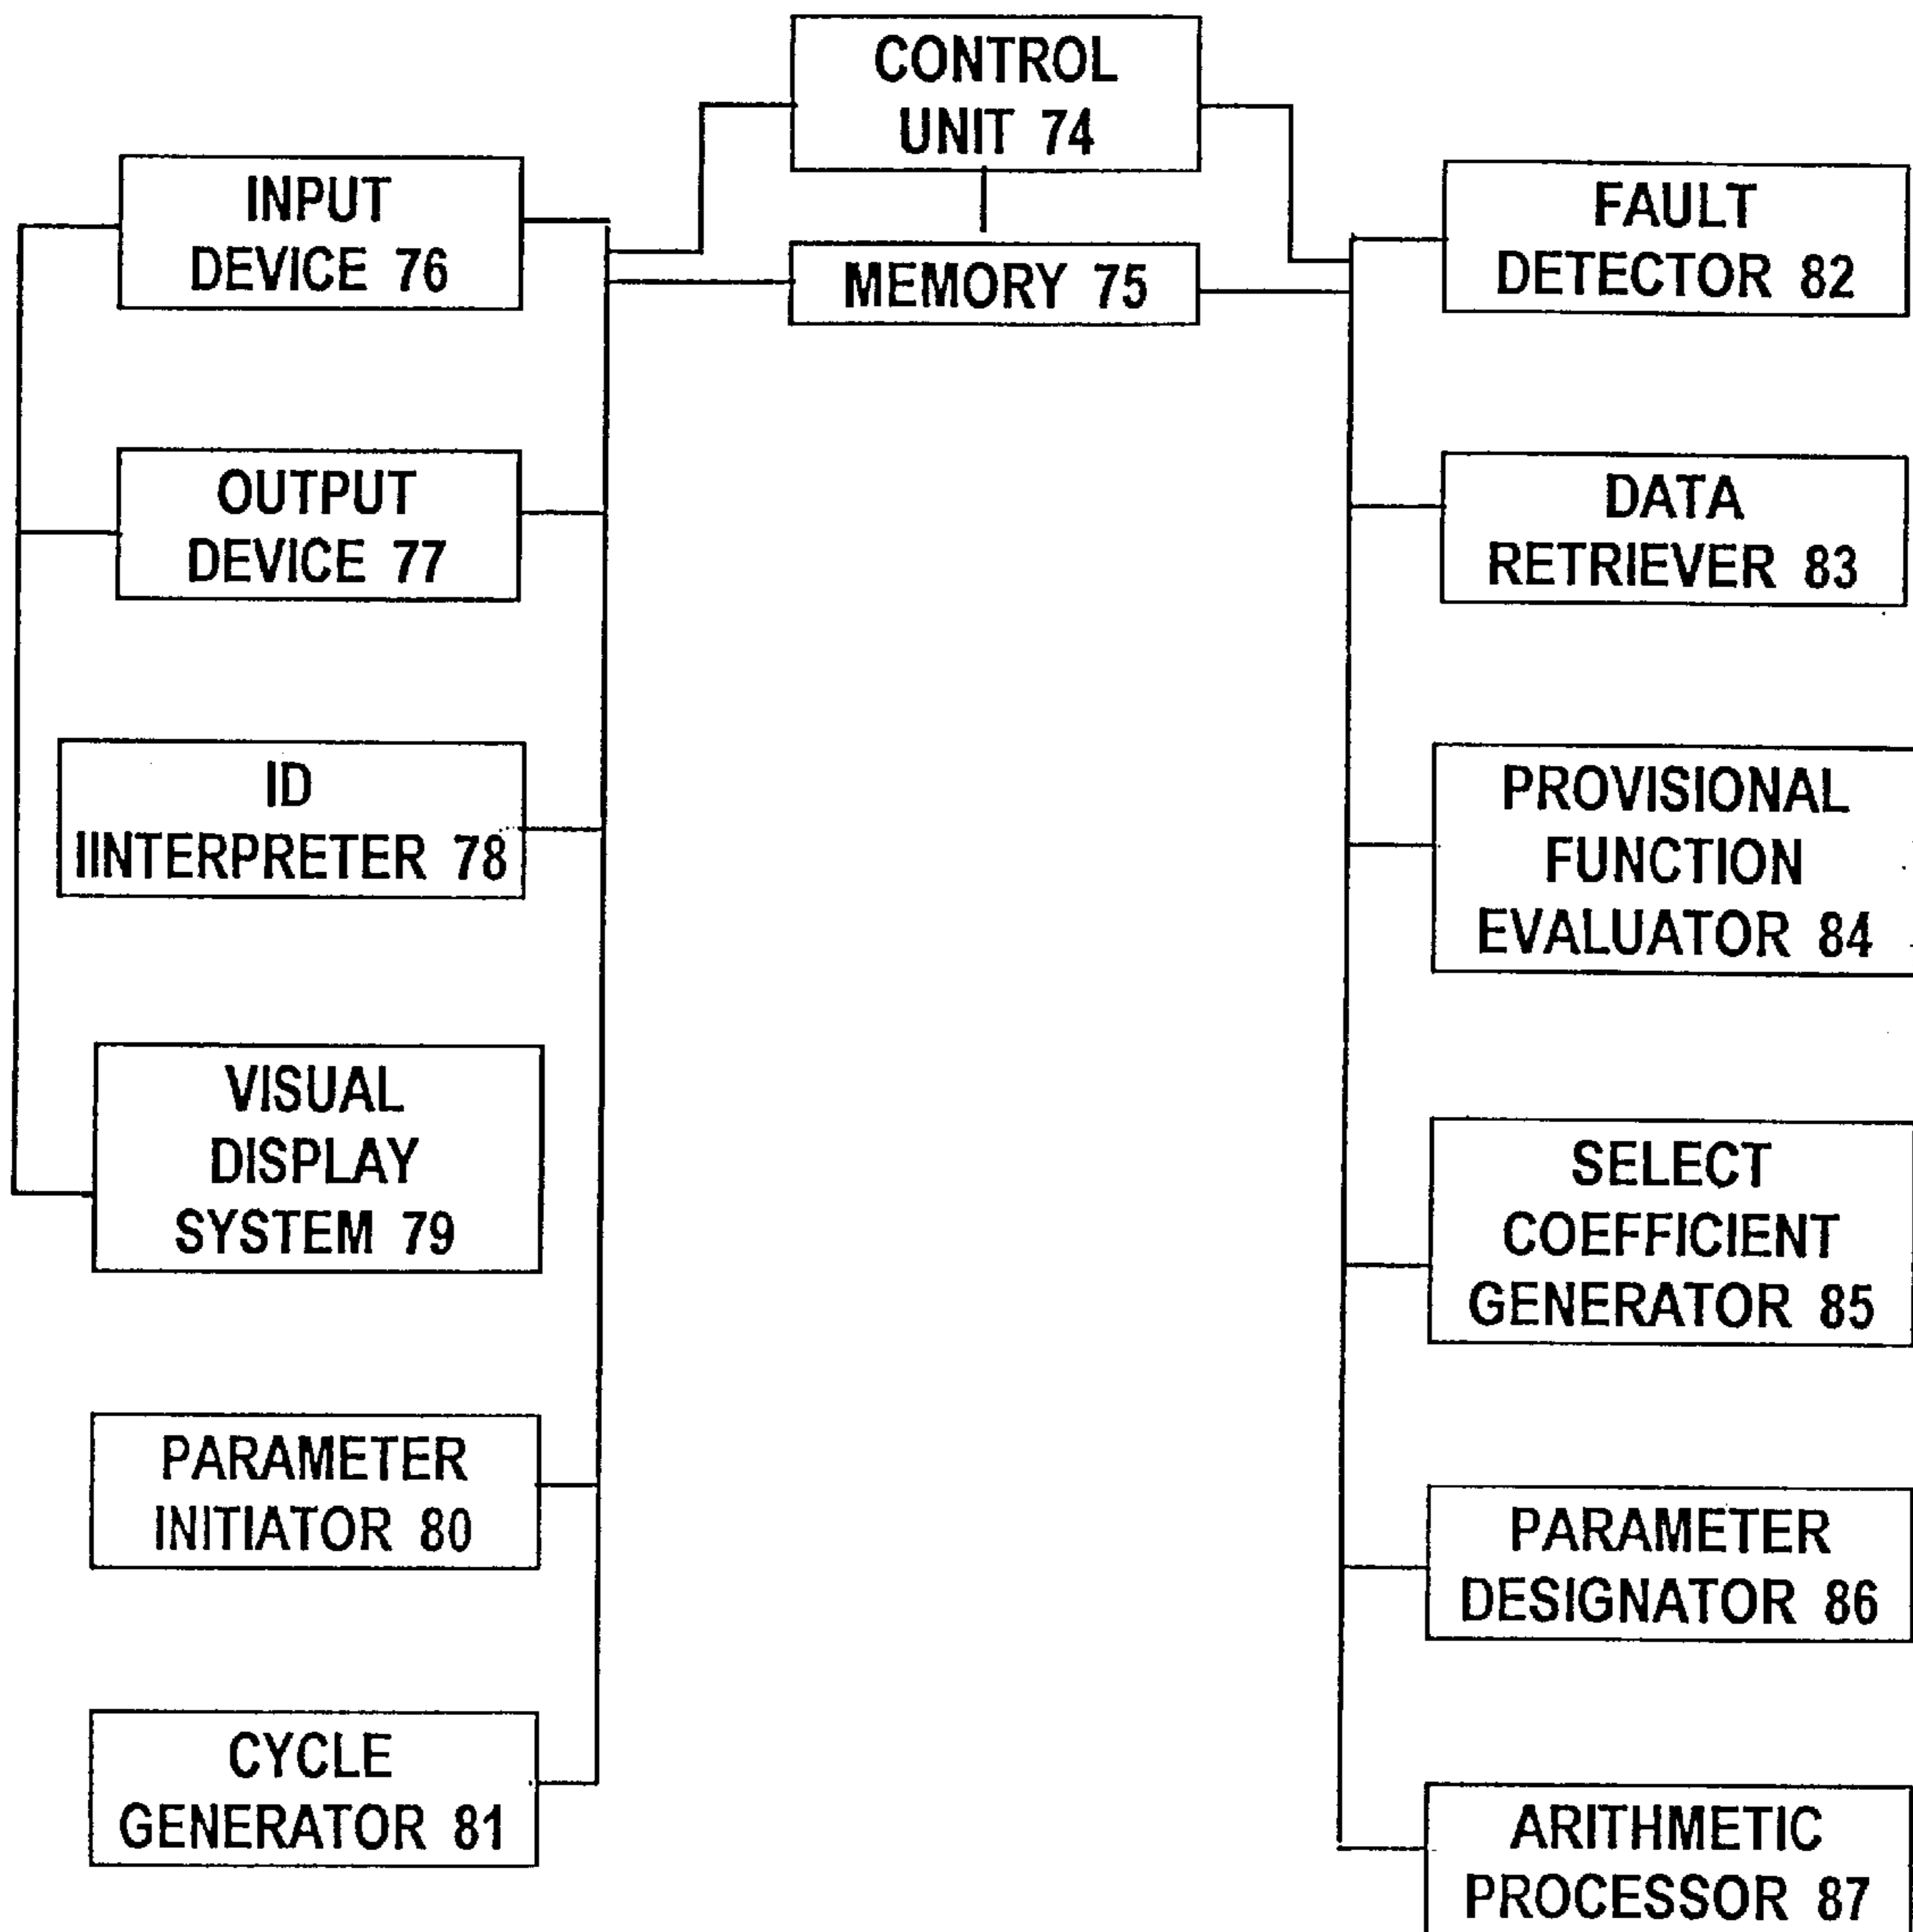 CONTROL
UNIT 74
MEMORY 75
INPUT
DEVICE 76
OUTPUT
DEVICE 77
ID
IINTERPRETER 78
VISUAL
DISPLAY
SYSTEM 79
PARAMETER
INITIATOR 80
CYCLE
GENERATOR 81
FAULT
DETECTOR 82
DATA
RETRIEVER 83
PROVISIONAL
FUNCTION
EVALUATOR 84
SELECT
COEFFICIENT
GENERATOR 85
PARAMETER
DESIGNATOR 86
ARITHMETIC
PROCESSOR 87